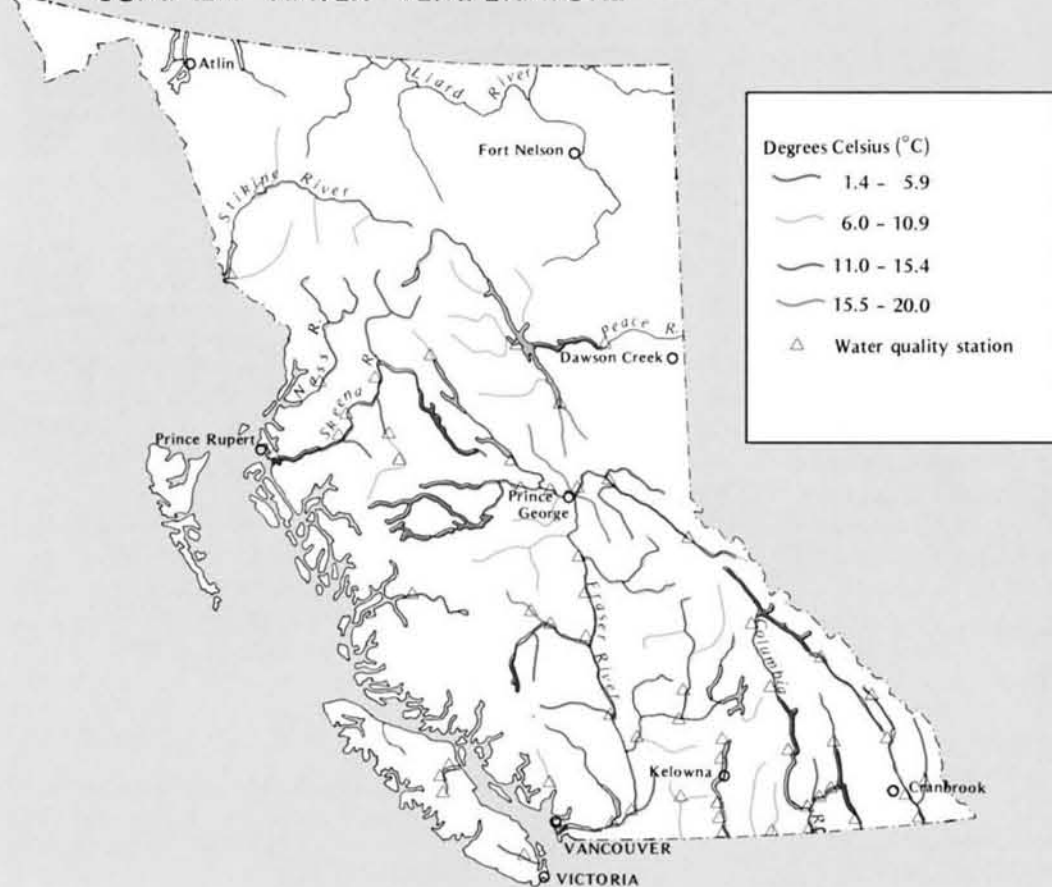 Atlin
Liard River
Fort Nelson
Stikine River
Degrees Celsius (°C)
1.4 - 5.9
6.0 - 10.9
11.0 - 15.4
15.5 - 20.0
Water quality station
Peace R.
Dawson Creek
Nass R.
Skeena R.
Prince Rupert
Prince
George
Fraser River
Columbia
R.
Kelowna
Cranbrook
VANCOUVER
VICTORIA